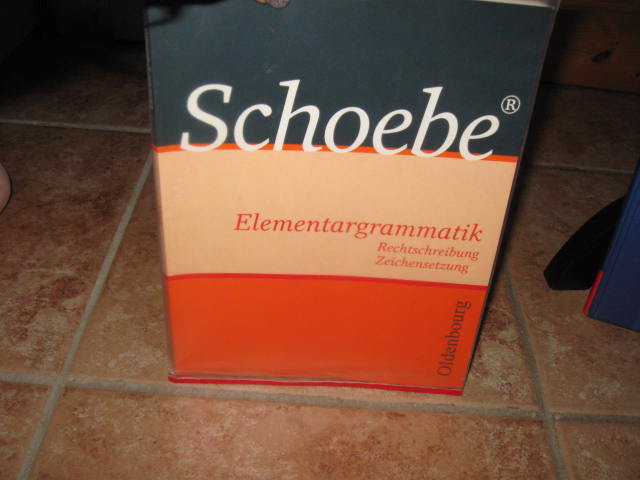 Schoebe®
Elementargrammatik
Rechtschreibung
Zeichensetzung
Oldenbourg